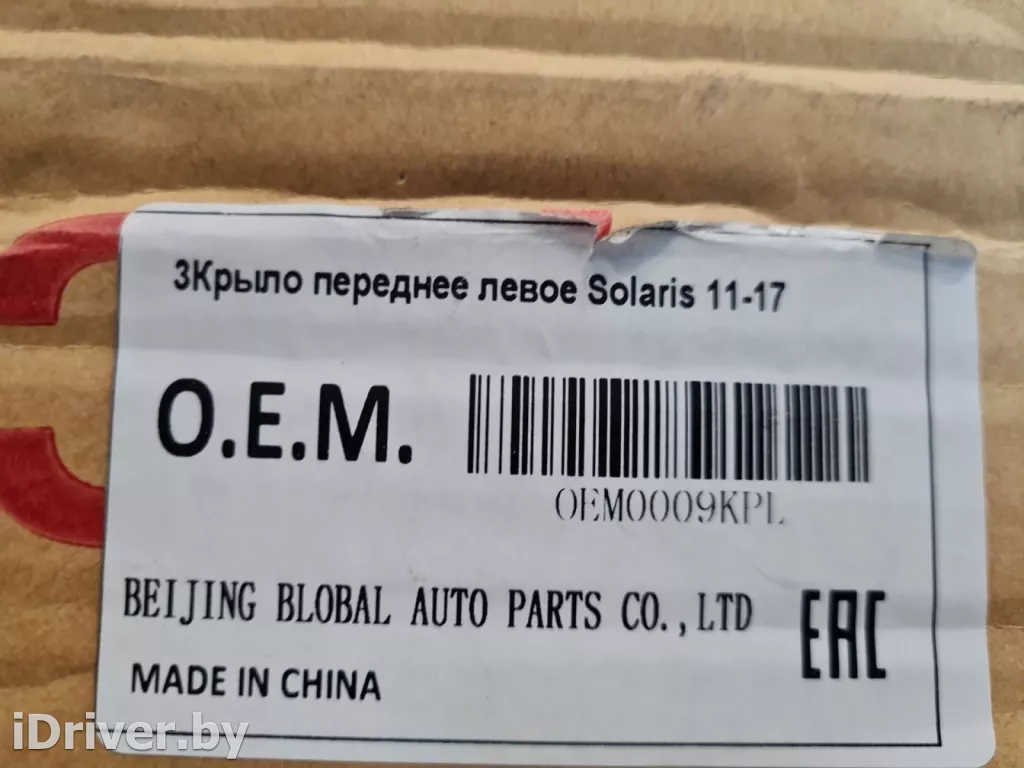 3Крыло переднее левое Solaris 11-17
O.E.M.
OEM0009KPL
BEIJING BLOBAL AUTO PARTS CO.,LTD
EAC
MADE IN CHINA
iDriver.by